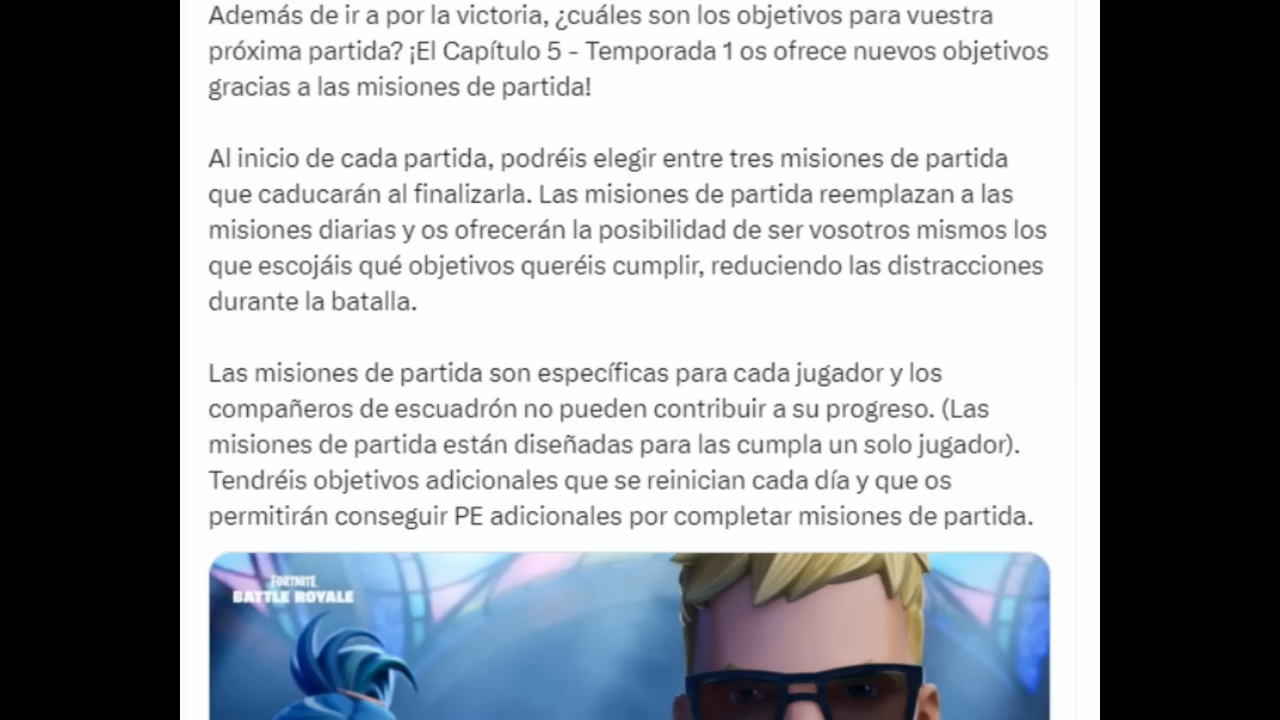 Además de ir a por la victoria, ¿cuáles son los objetivos para vuestra
próxima partida? ¡El Capítulo 5 - Temporada 1 os ofrece nuevos objetivos
gracias a las misiones de partida!
Al inicio de cada partida, podréis elegir entre tres misiones de partida
que caducarán al finalizarla. Las misiones de partida reemplazan a las
misiones diarias y os ofrecerán la posibilidad de ser vosotros mismos los
que escojáis qué objetivos queréis cumplir, reduciendo las distracciones
durante la batalla.
Las misiones de partida son específicas para cada jugador y los
compañeros de escuadrón no pueden contribuir a su progreso. (Las
misiones de partida están diseñadas para las cumpla un solo jugador).
Tendréis objetivos adicionales que se reinician cada día y que os
permitirán conseguir PE adicionales por completar misiones de partida.
FORTNITE
BATTLE ROYALE